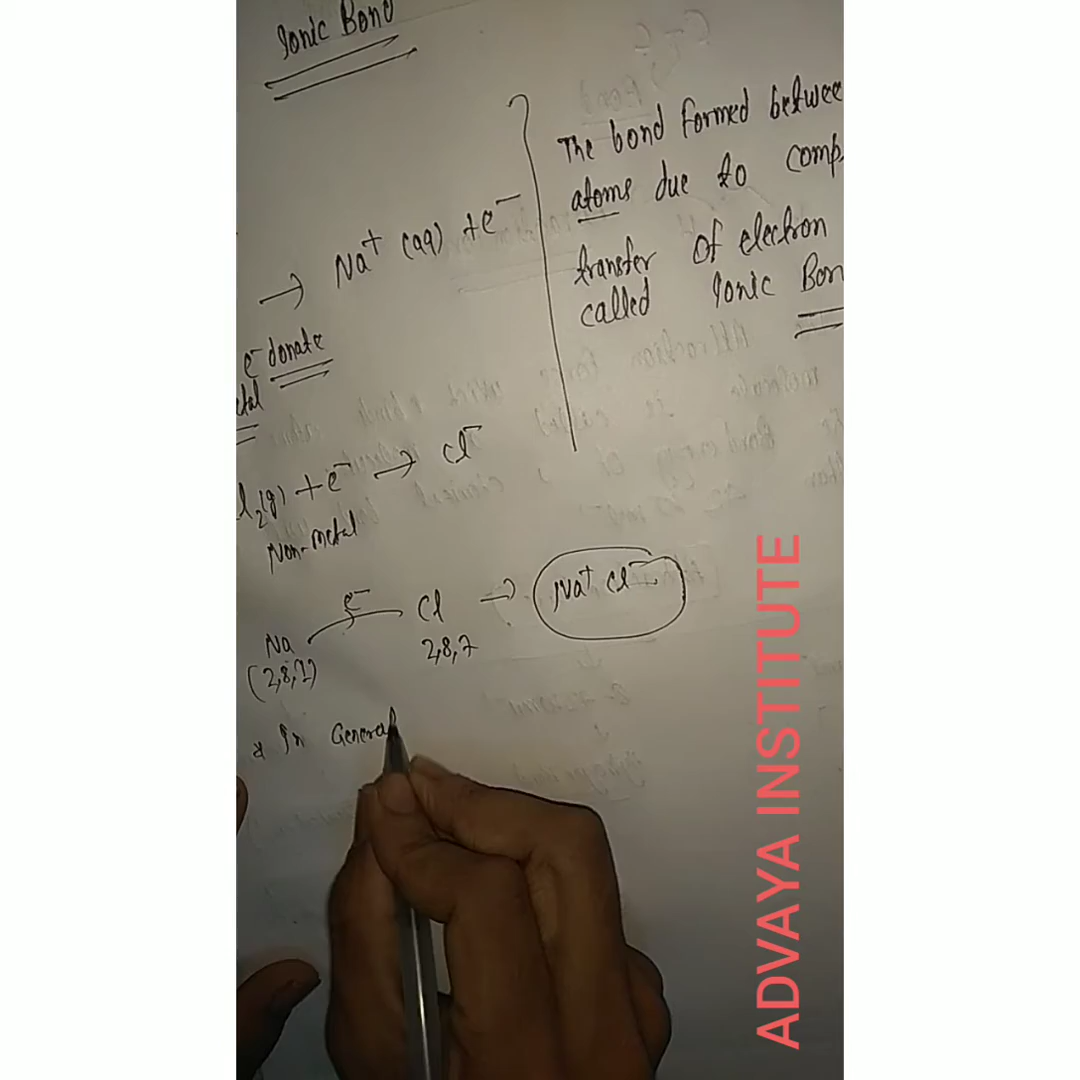 Ionic Bond
The bond formed betwee
atoms due to comp
transfer of electron
called Ionic Bon
→ Na⁺ (aq) + e⁻
e⁻ donate
etal
l₂(g) + e⁻ → Cl⁻
Non-metal
Na e⁻ Cl → Na⁺ Cl⁻
(2,8,1) 2,8,7
* In General
ADVAYA INSTITUTE